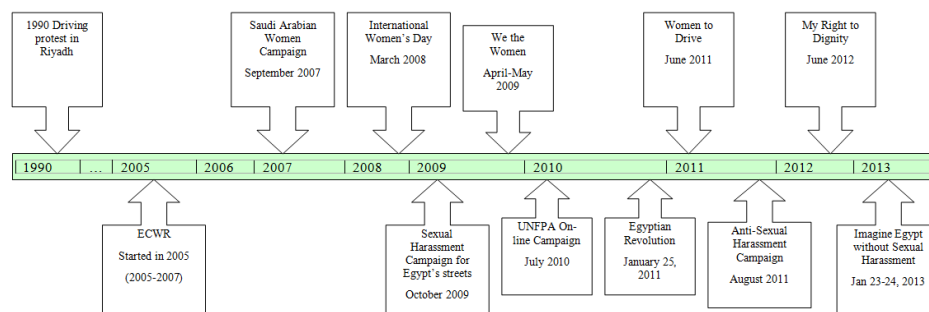 1990 Driving
protest in
Riyadh
Saudi Arabian
Women
Campaign
September 2007
International
Women's Day
March 2008
We the
Women
April-May
2009
Women to
Drive
June 2011
My Right to
Dignity
June 2012
1990 … 2005 2006 2007 2008 2009 2010 2011 2012 2013
ECWR
Started in 2005
(2005-2007)
Sexual
Harassment
Campaign for
Egypt's streets
October 2009
UNFPA On-
line Campaign
July 2010
Egyptian
Revolution
January 25,
2011
Anti-Sexual
Harassment
Campaign
August 2011
Imagine Egypt
without Sexual
Harassment
Jan 23-24, 2013